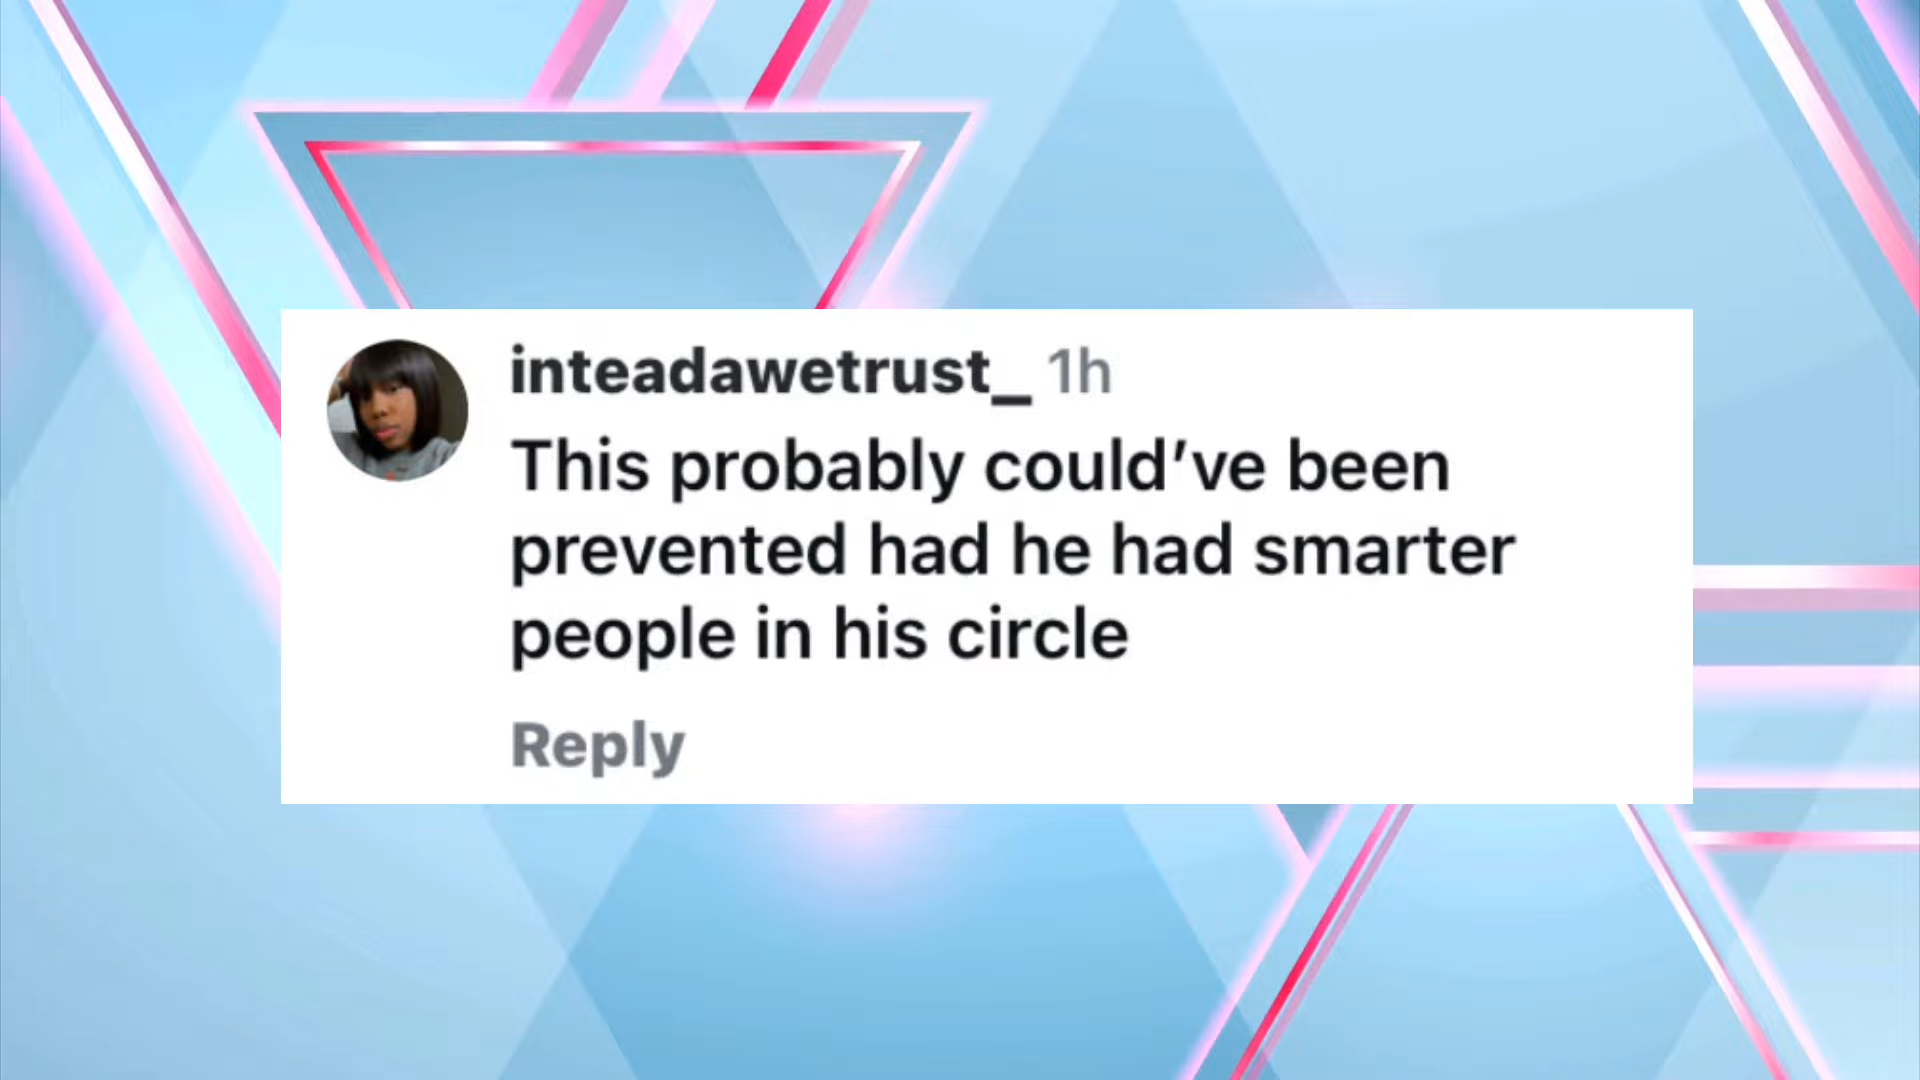 inteadawetrust_ 1h
This probably could’ve been
prevented had he had smarter
people in his circle
Reply